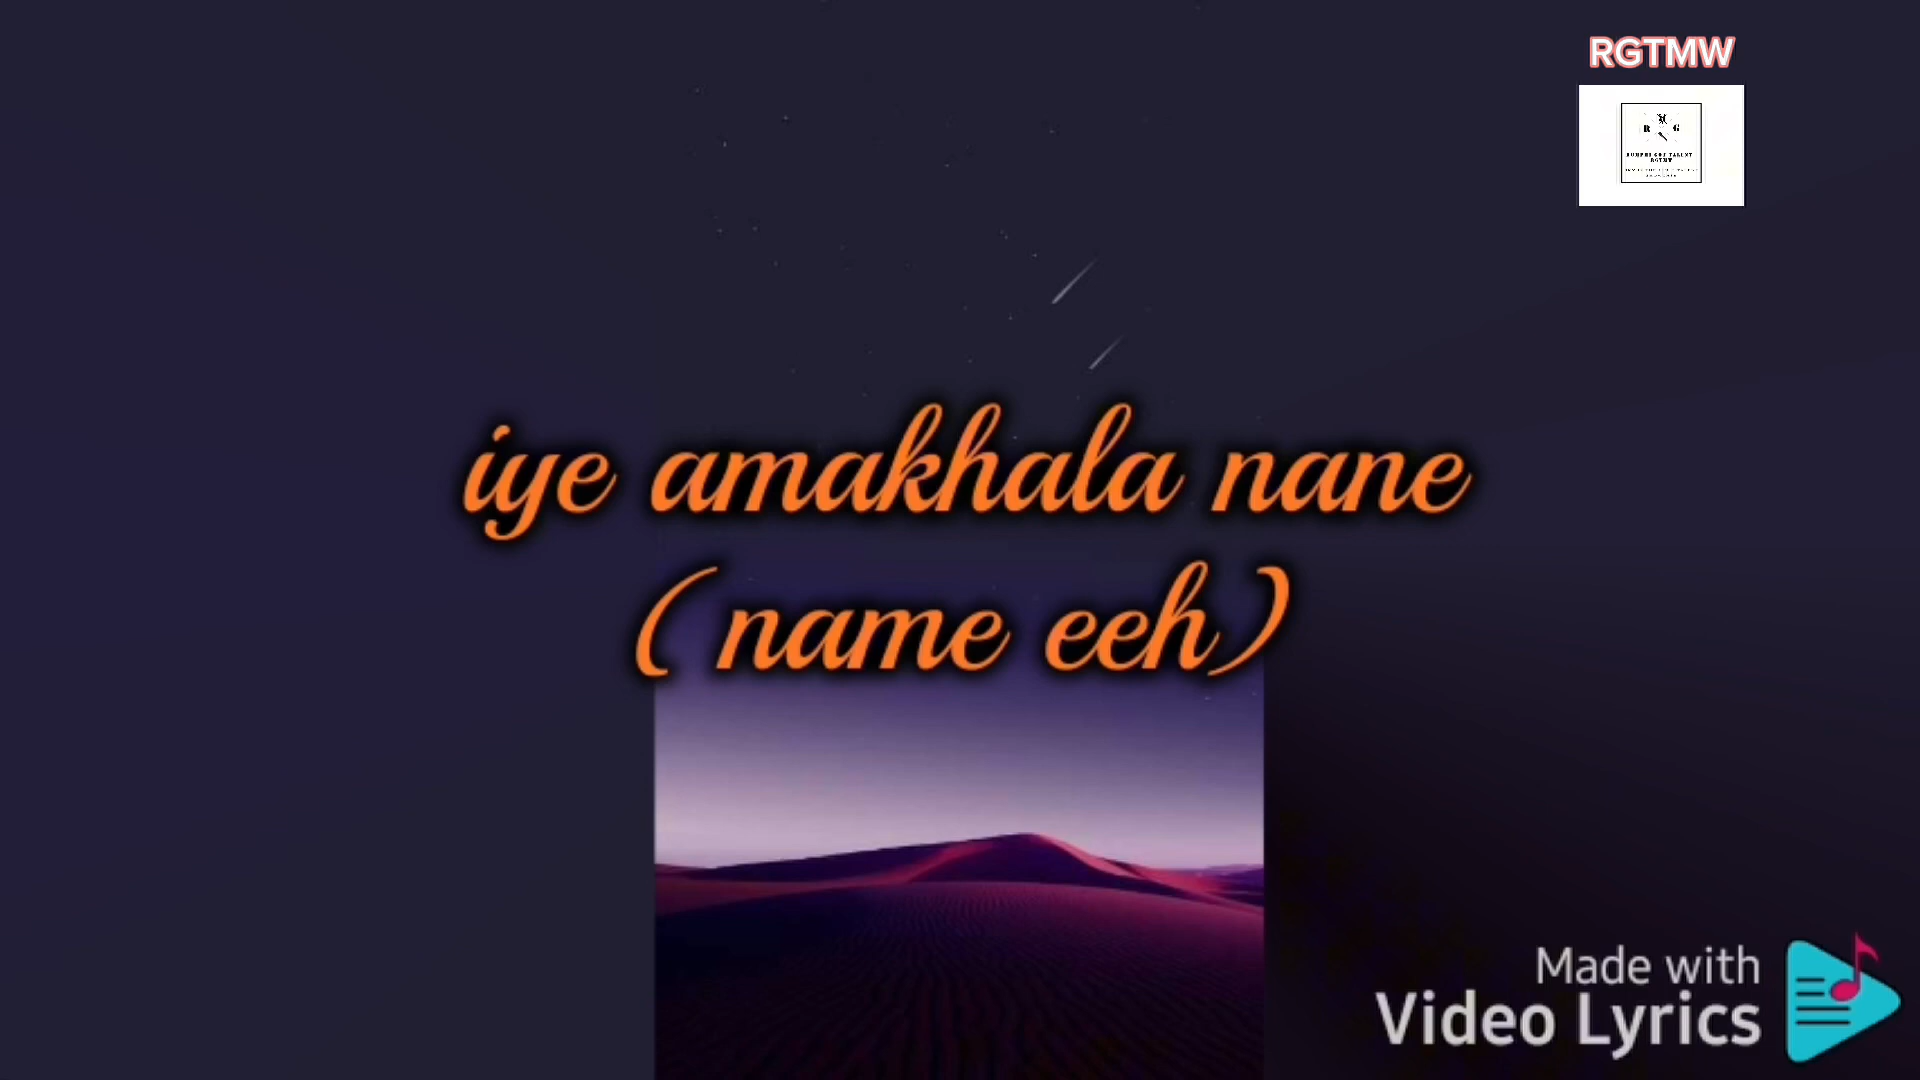 RGTMW
R G
iye amakhala nane
( name eeh)
Made with
Video Lyrics